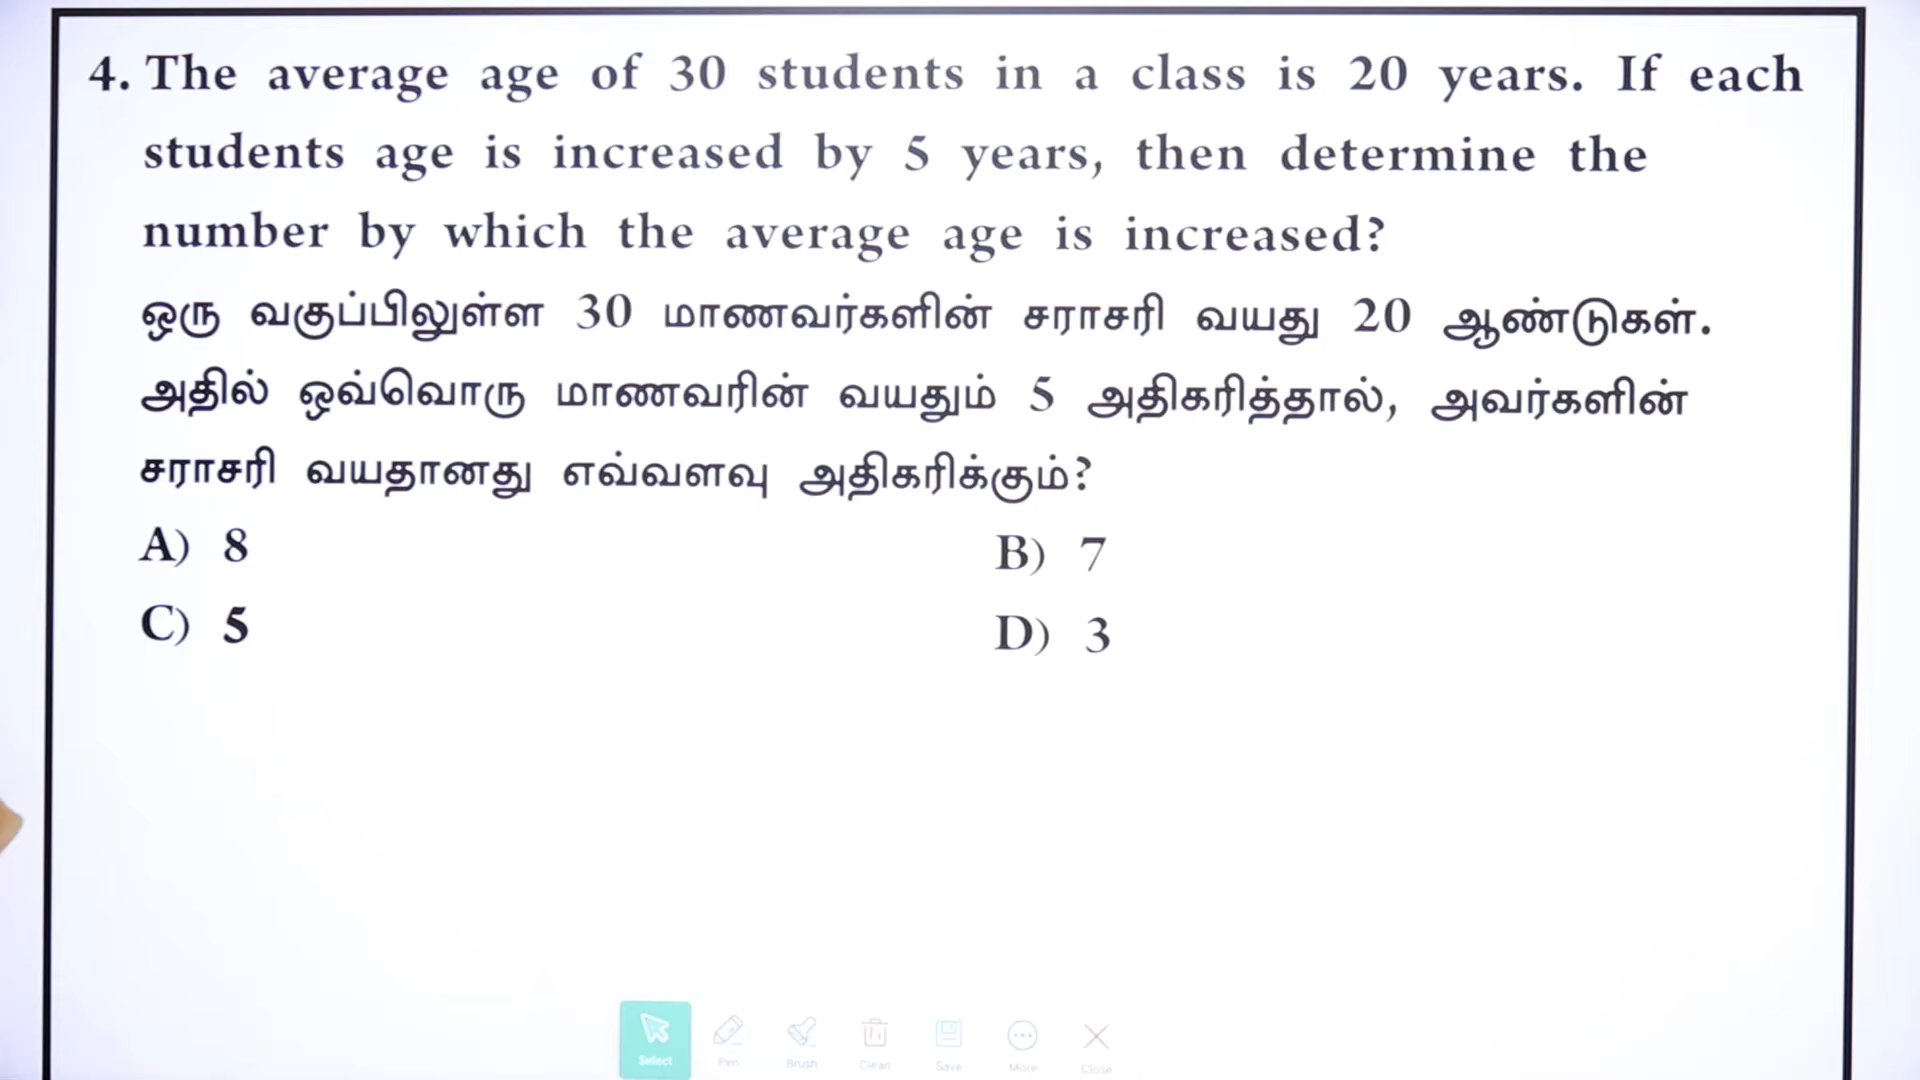 4. The average age of 30 students in a class is 20 years. If each
students age is increased by 5 years, then determine the
number by which the average age is increased?
ஒரு வகுப்பிலுள்ள 30 மாணவர்களின் சராசரி வயது 20 ஆண்டுகள்.
அதில் ஒவ்வொரு மாணவரின் வயதும் 5 அதிகரித்தால், அவர்களின்
சராசரி வயதானது எவ்வளவு அதிகரிக்கும்?
A) 8 B) 7
C) 5 D) 3
Select Pen Brush Clean Save More Close